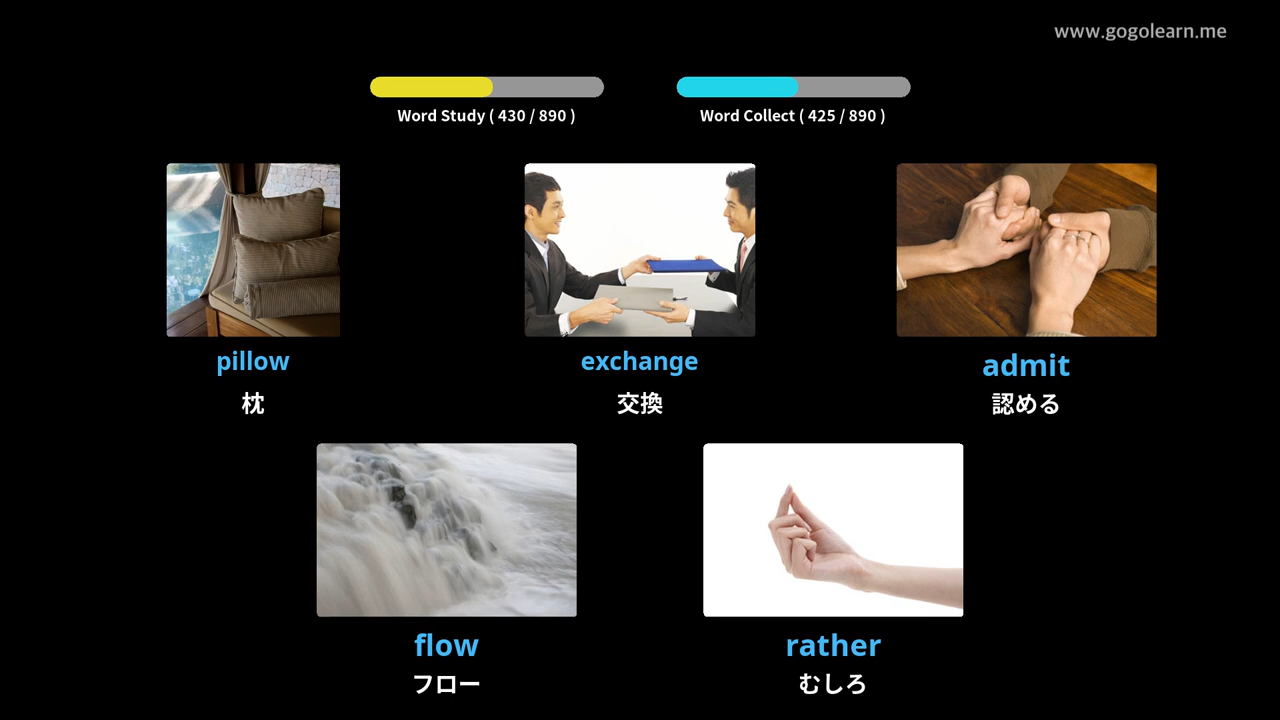 www.gogolearn.me
Word Study ( 430 / 890 )
Word Collect ( 425 / 890 )
pillow
枕
exchange
交換
admit
認める
flow
フロー
rather
むしろ